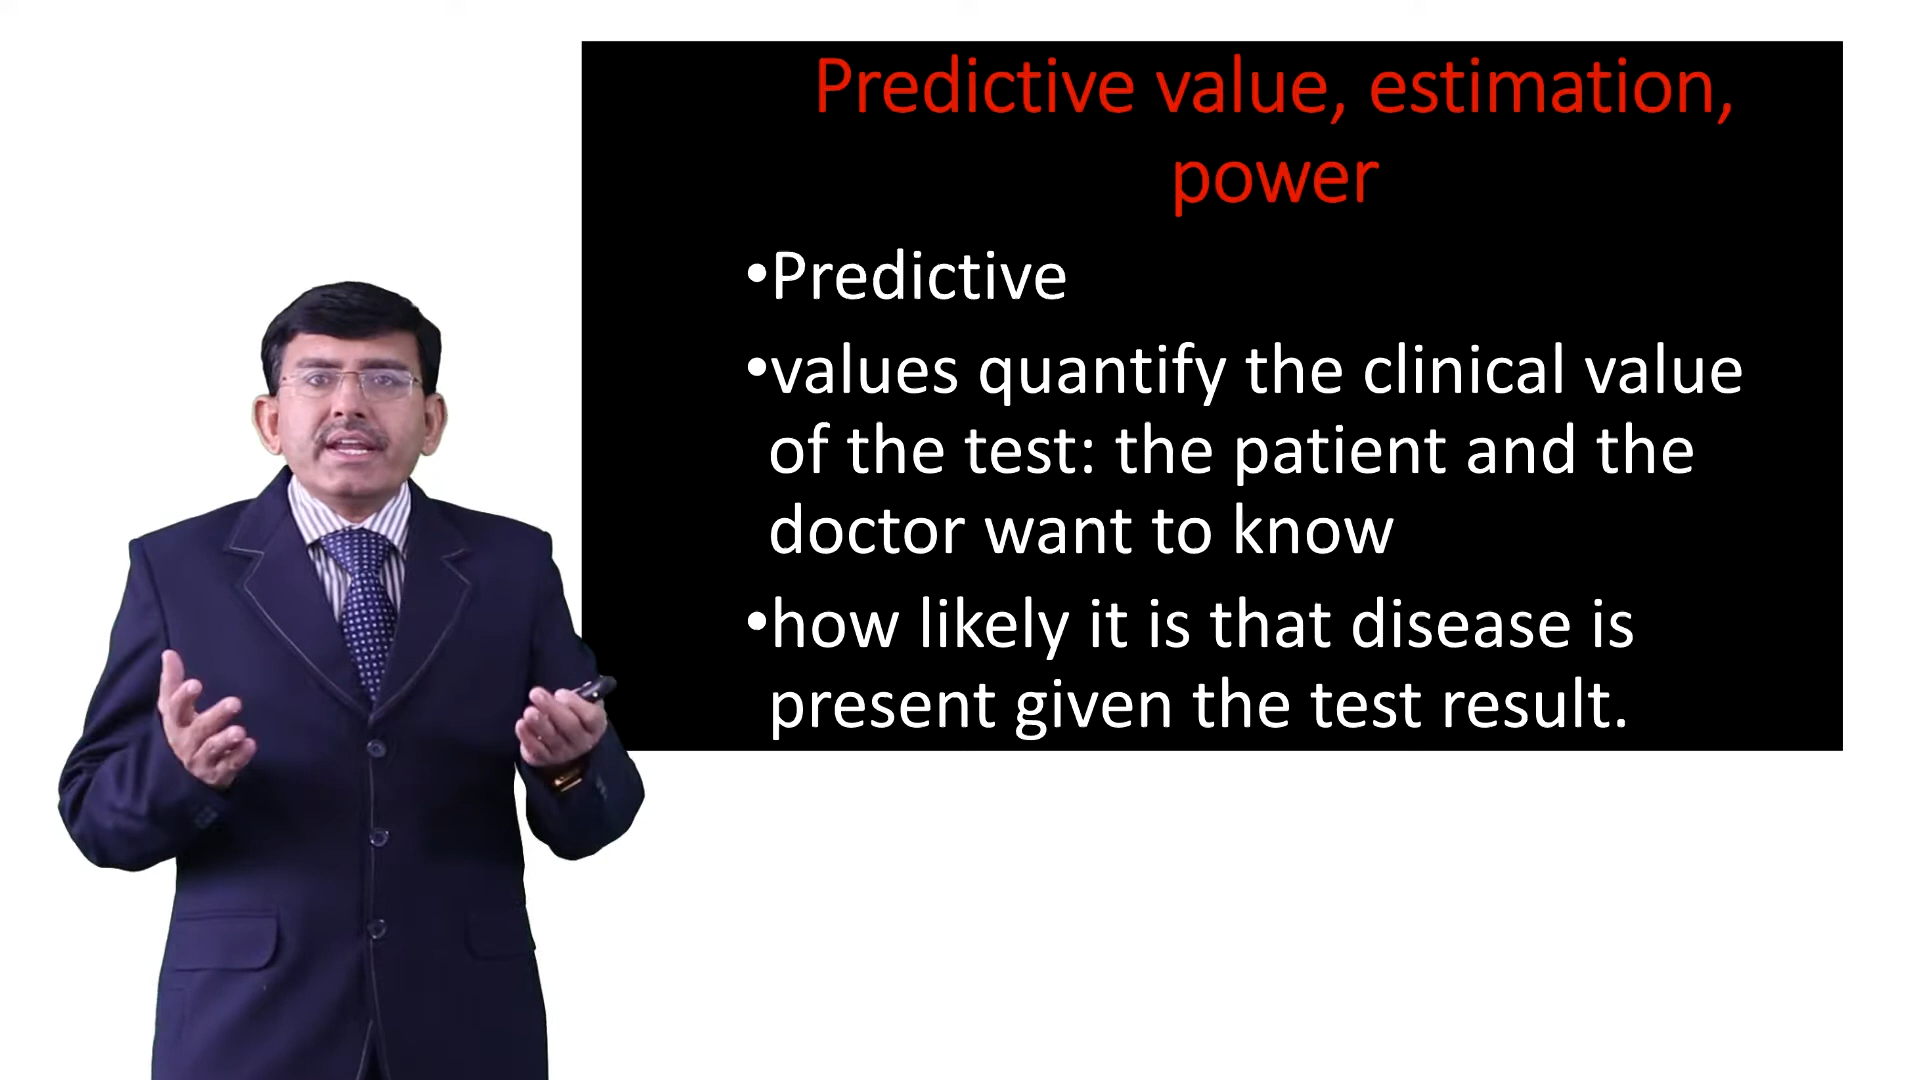 Predictive value, estimation,
power
•Predictive
•values quantify the clinical value
of the test: the patient and the
doctor want to know
•how likely it is that disease is
present given the test result.